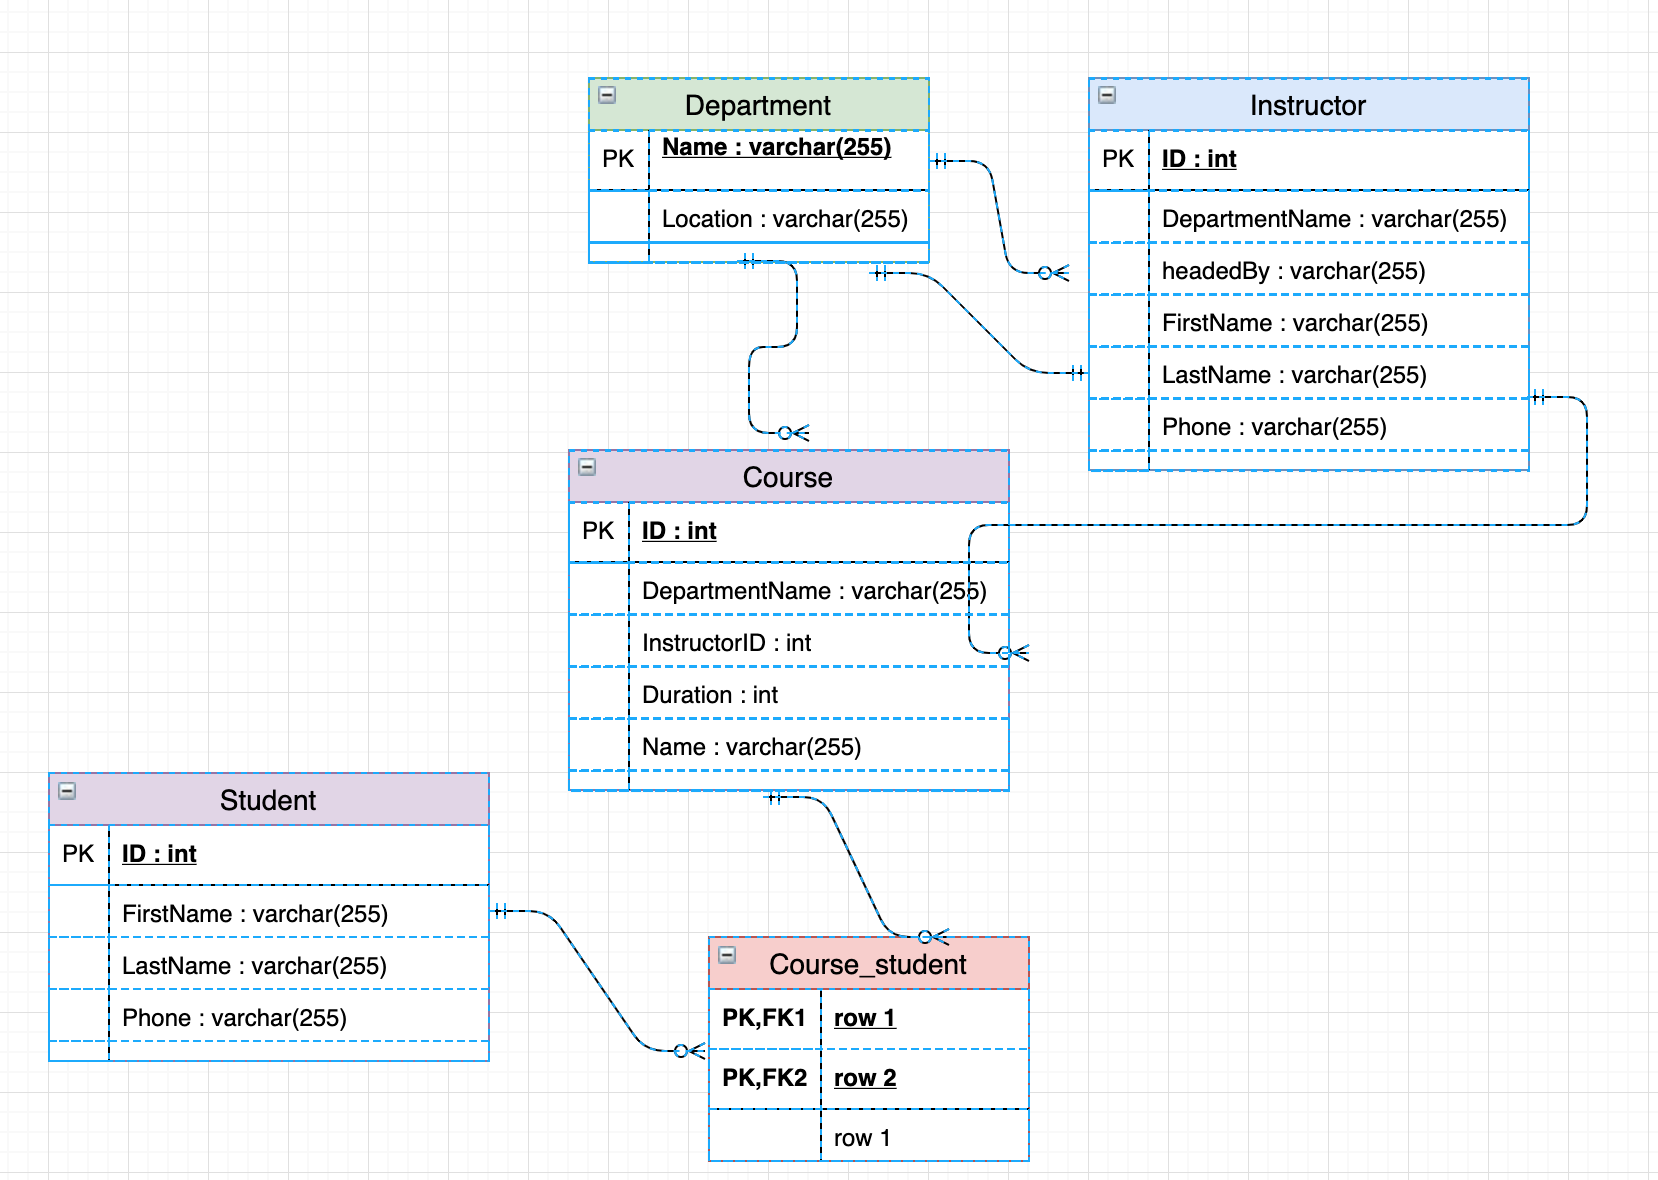 Department
PK Name : varchar(255)
Location : varchar(255)
Instructor
PK ID : int
DepartmentName : varchar(255)
headedBy : varchar(255)
FirstName : varchar(255)
LastName : varchar(255)
Phone : varchar(255)
Course
PK ID : int
DepartmentName : varchar(255)
InstructorID : int
Duration : int
Name : varchar(255)
Student
PK ID : int
FirstName : varchar(255)
LastName : varchar(255)
Phone : varchar(255)
Course_student
PK,FK1 row 1
PK,FK2 row 2
row 1